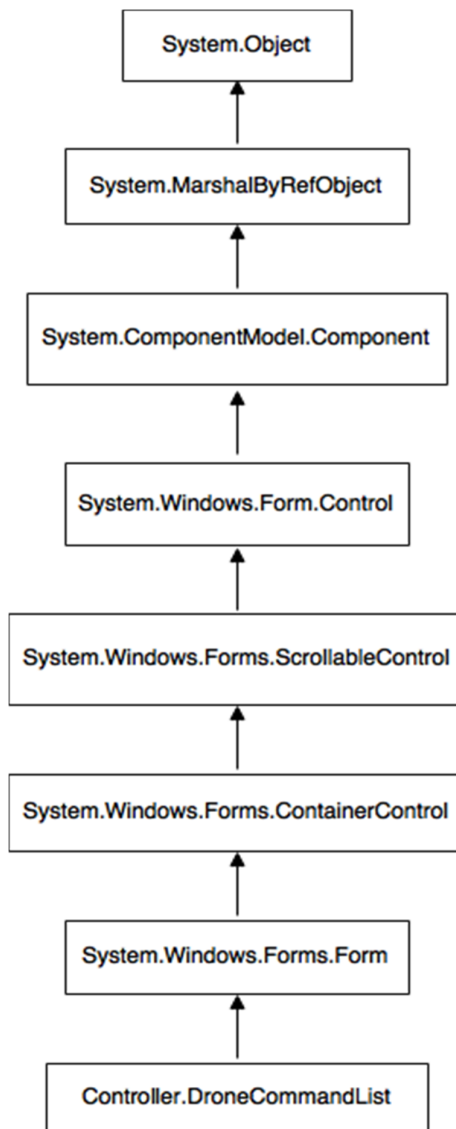 System.Object
System.MarshalByRefObject
System.ComponentModel.Component
System.Windows.Form.Control
System.Windows.Forms.ScrollableControl
System.Windows.Forms.ContainerControl
System.Windows.Forms.Form
Controller.DroneCommandList